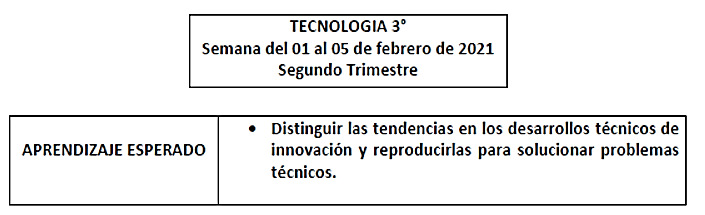 TECNOLOGIA 3°
Semana del 01 al 05 de febrero de 2021
Segundo Trimestre
APRENDIZAJE ESPERADO
• Distinguir las tendencias en los desarrollos técnicos de
innovación y reproducirlas para solucionar problemas
técnicos.